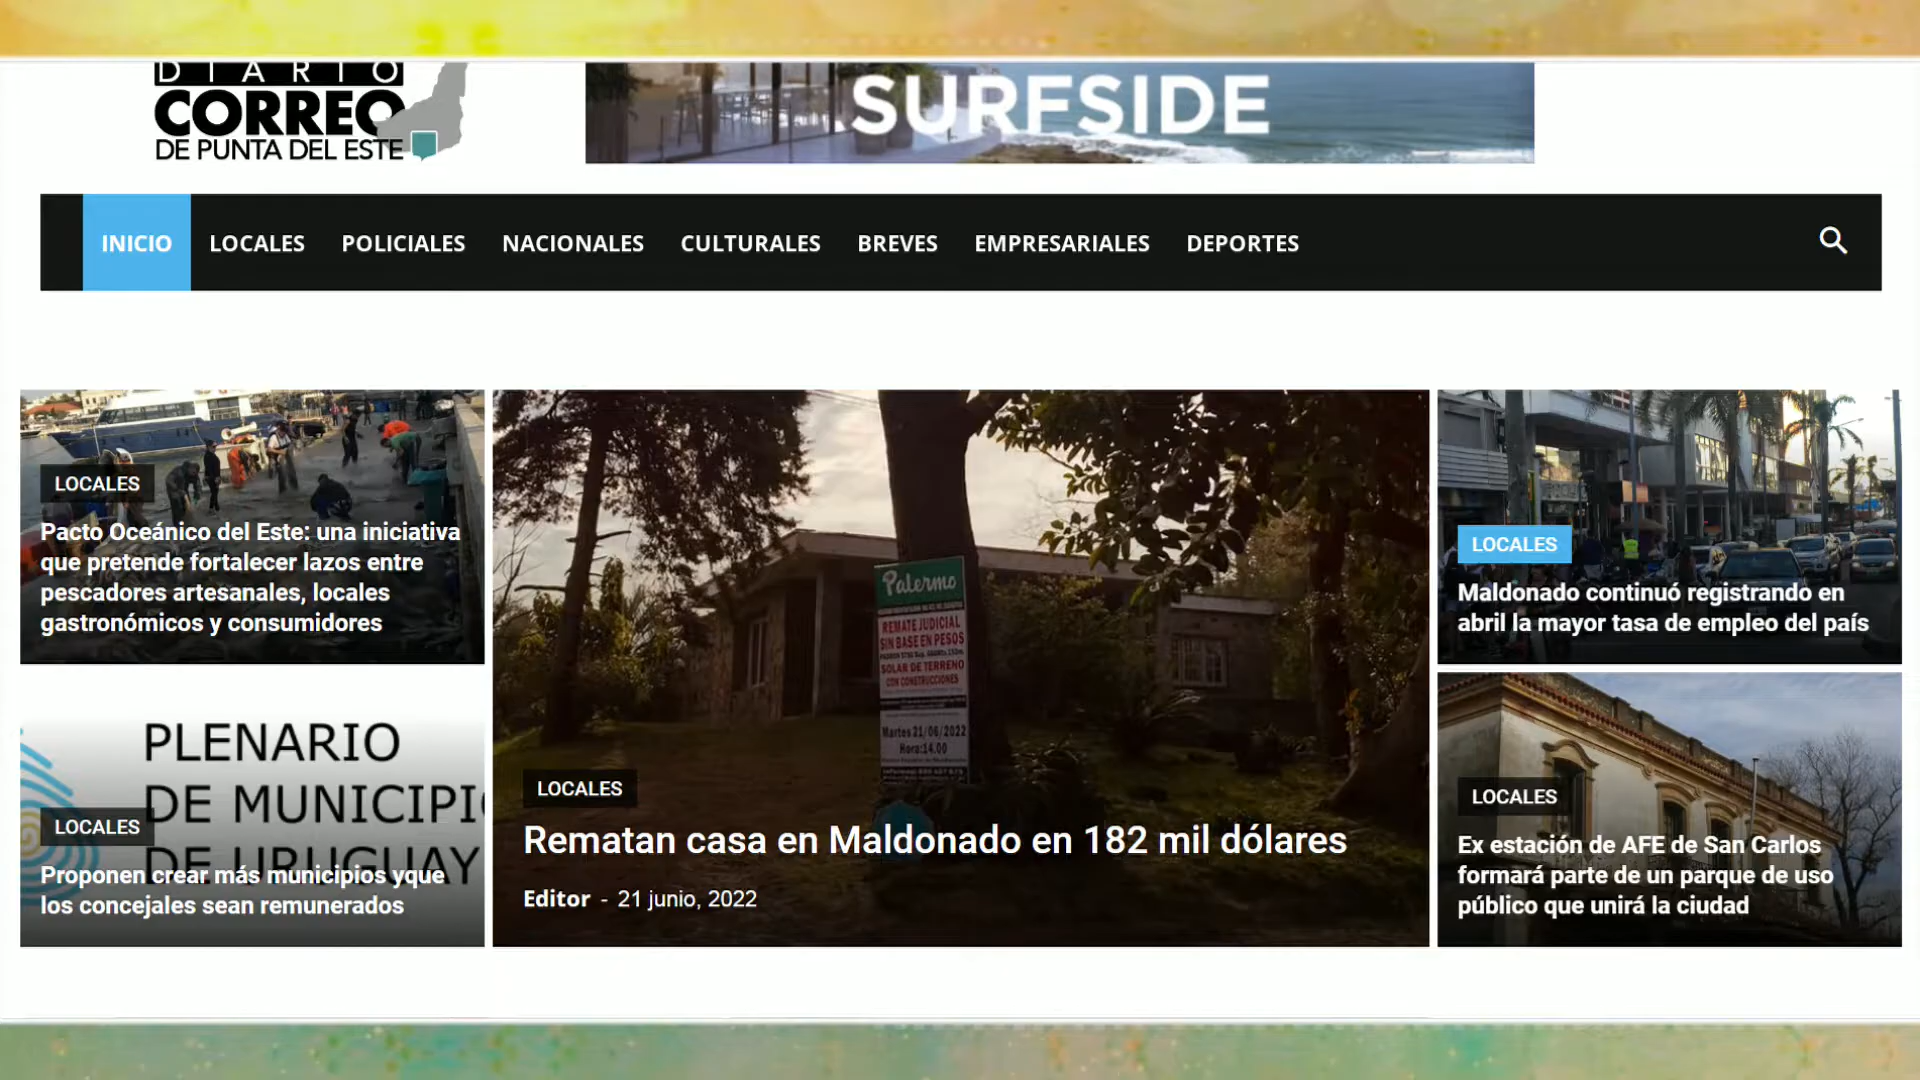 DIARIO
CORREO
DE PUNTA DEL ESTE
SURFSIDE
INICIO LOCALES POLICIALES NACIONALES CULTURALES BREVES EMPRESARIALES DEPORTES
LOCALES
Pacto Oceánico del Este: una iniciativa
que pretende fortalecer lazos entre
pescadores artesanales, locales
gastronómicos y consumidores
PLENARIO
DE MUNICIPI
DE URUGUAY
LOCALES
Proponen crear más municipios yque
los concejales sean remunerados
Palermo
REMATE JUDICIAL
SIN BASE EN PESOS
SOLAR DE TERRENO
CON CONSTRUCCIONES
Martes 21/06/2022
Hora:14.00
LOCALES
Rematan casa en Maldonado en 182 mil dólares
Editor - 21 junio, 2022
LOCALES
Maldonado continuó registrando en
abril la mayor tasa de empleo del país
LOCALES
Ex estación de AFE de San Carlos
formará parte de un parque de uso
público que unirá la ciudad